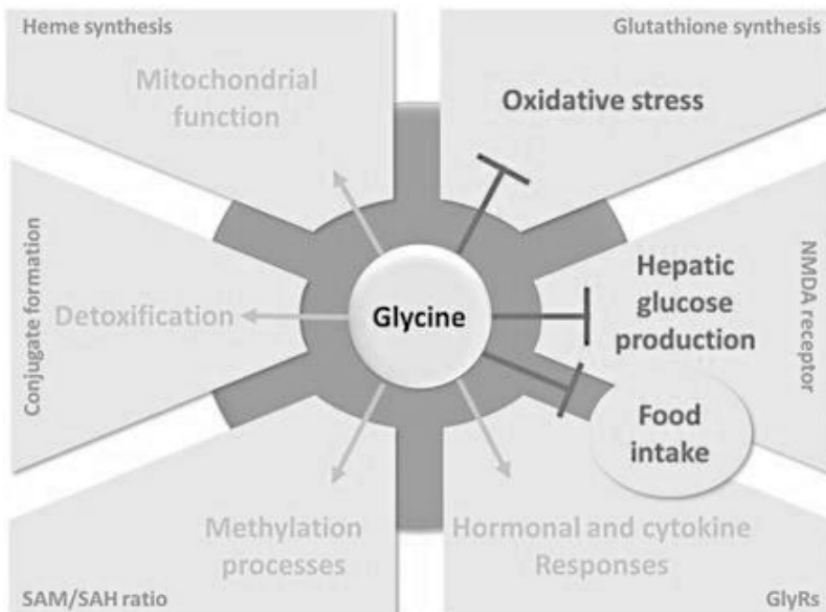 Heme synthesis
Glutathione synthesis
Mitochondrial
function
Oxidative stress
Conjugate formation
Detoxification
Glycine
Hepatic
glucose
production
NMDA receptor
Food
intake
Methylation
processes
Hormonal and cytokine
Responses
SAM/SAH ratio
GlyRs